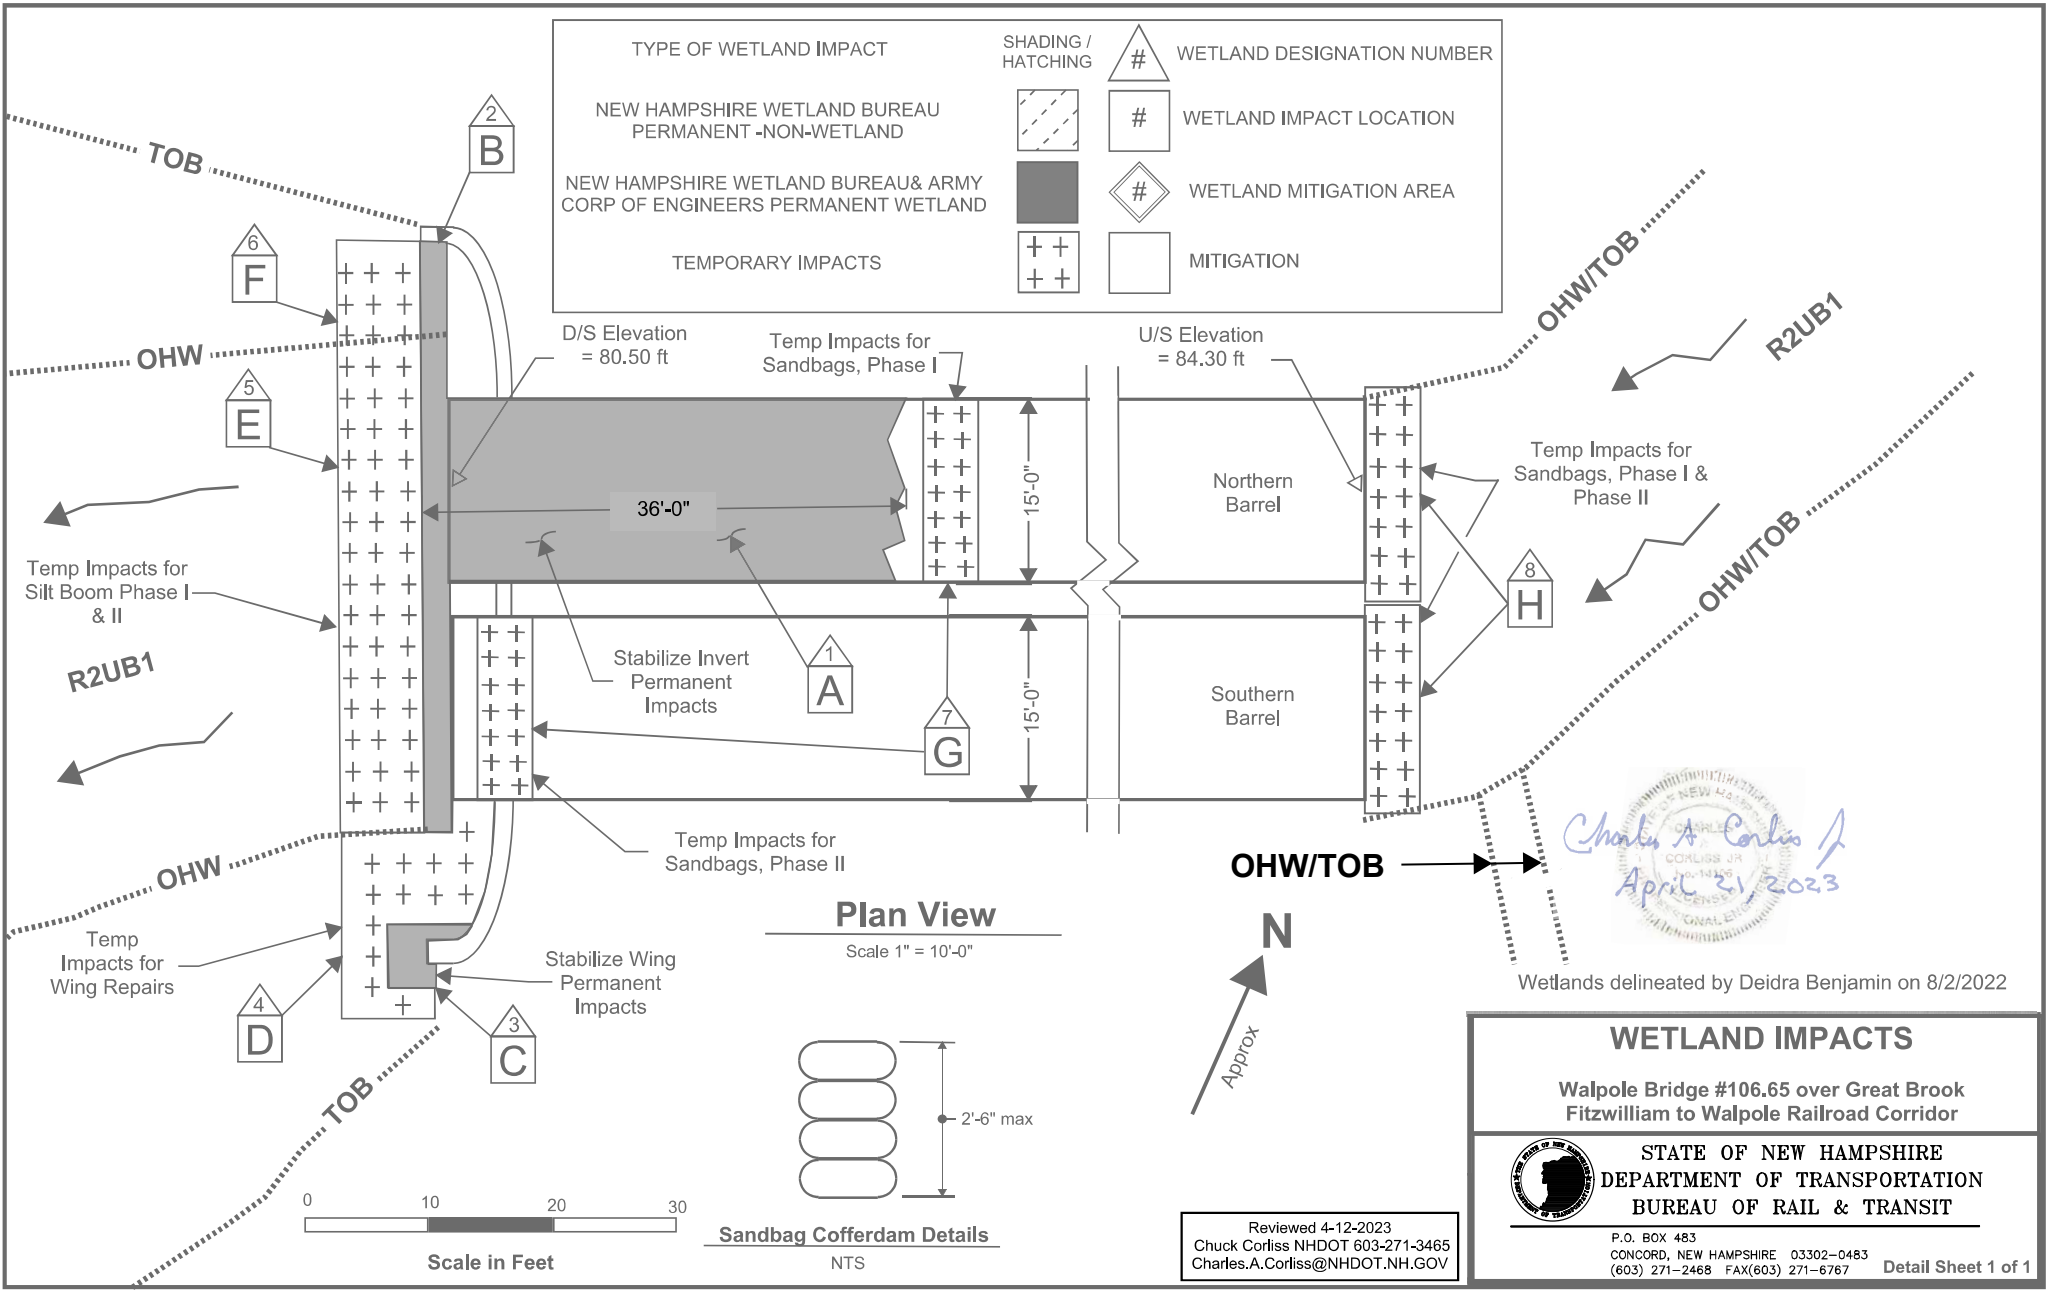 TYPE OF WETLAND IMPACT
SHADING /
HATCHING
#
WETLAND DESIGNATION NUMBER
NEW HAMPSHIRE WETLAND BUREAU
PERMANENT -NON-WETLAND
#
WETLAND IMPACT LOCATION
NEW HAMPSHIRE WETLAND BUREAU& ARMY
CORP OF ENGINEERS PERMANENT WETLAND
#
WETLAND MITIGATION AREA
TEMPORARY IMPACTS
MITIGATION
TOB
2
B
6
F
OHW
5
E
D/S Elevation
= 80.50 ft
Temp Impacts for
Sandbags, Phase I
U/S Elevation
= 84.30 ft
OHW/TOB
R2UB1
36'-0"
15'-0"
Northern
Barrel
Temp Impacts for
Sandbags, Phase I &
Phase II
OHW/TOB
8
H
Temp Impacts for
Silt Boom Phase I
& II
R2UB1
Stabilize Invert
Permanent
Impacts
1
A
7
G
15'-0"
Southern
Barrel
OHW
Temp Impacts for
Sandbags, Phase II
OHW/TOB
Charles A Corliss Jr
April 21, 2023
OF NEW HAMP
CHARLES
CORLISS JR
Temp
Impacts for
Wing Repairs
4
D
Stabilize Wing
Permanent
Impacts
3
C
TOB
Plan View
Scale 1" = 10'-0"
N
Approx
Wetlands delineated by Deidra Benjamin on 8/2/2022
2'-6" max
Sandbag Cofferdam Details
NTS
0 10 20 30
Scale in Feet
Reviewed 4-12-2023
Chuck Corliss NHDOT 603-271-3465
Charles.A.Corliss@NHDOT.NH.GOV
WETLAND IMPACTS
Walpole Bridge #106.65 over Great Brook
Fitzwilliam to Walpole Railroad Corridor
STATE OF NEW HAMPSHIRE
DEPARTMENT OF TRANSPORTATION
BUREAU OF RAIL & TRANSIT
P.O. BOX 483
CONCORD, NEW HAMPSHIRE 03302-0483
(603) 271-2468 FAX(603) 271-6767
Detail Sheet 1 of 1